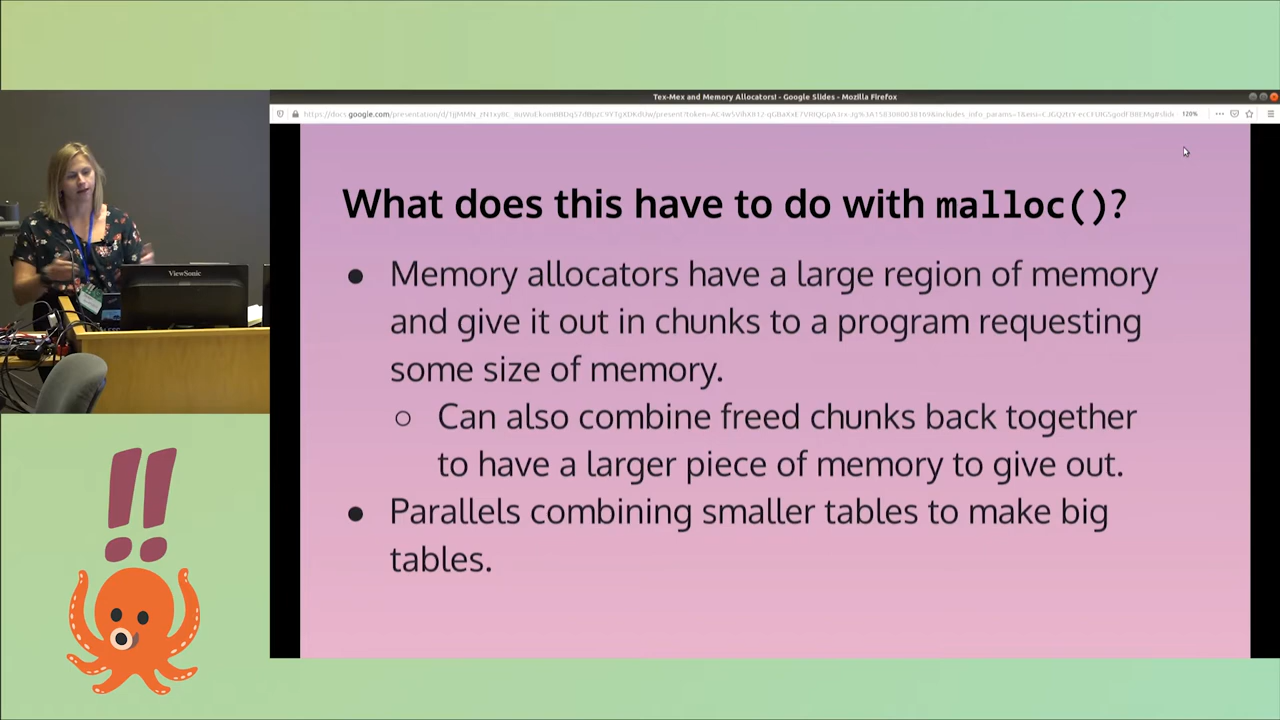 Tex-Mex and Memory Allocators! - Google Slides - Mozilla Firefox
120%
What does this have to do with malloc()?
● Memory allocators have a large region of memory
and give it out in chunks to a program requesting
some size of memory.
○ Can also combine freed chunks back together
to have a larger piece of memory to give out.
● Parallels combining smaller tables to make big
tables.
ViewSonic
!!